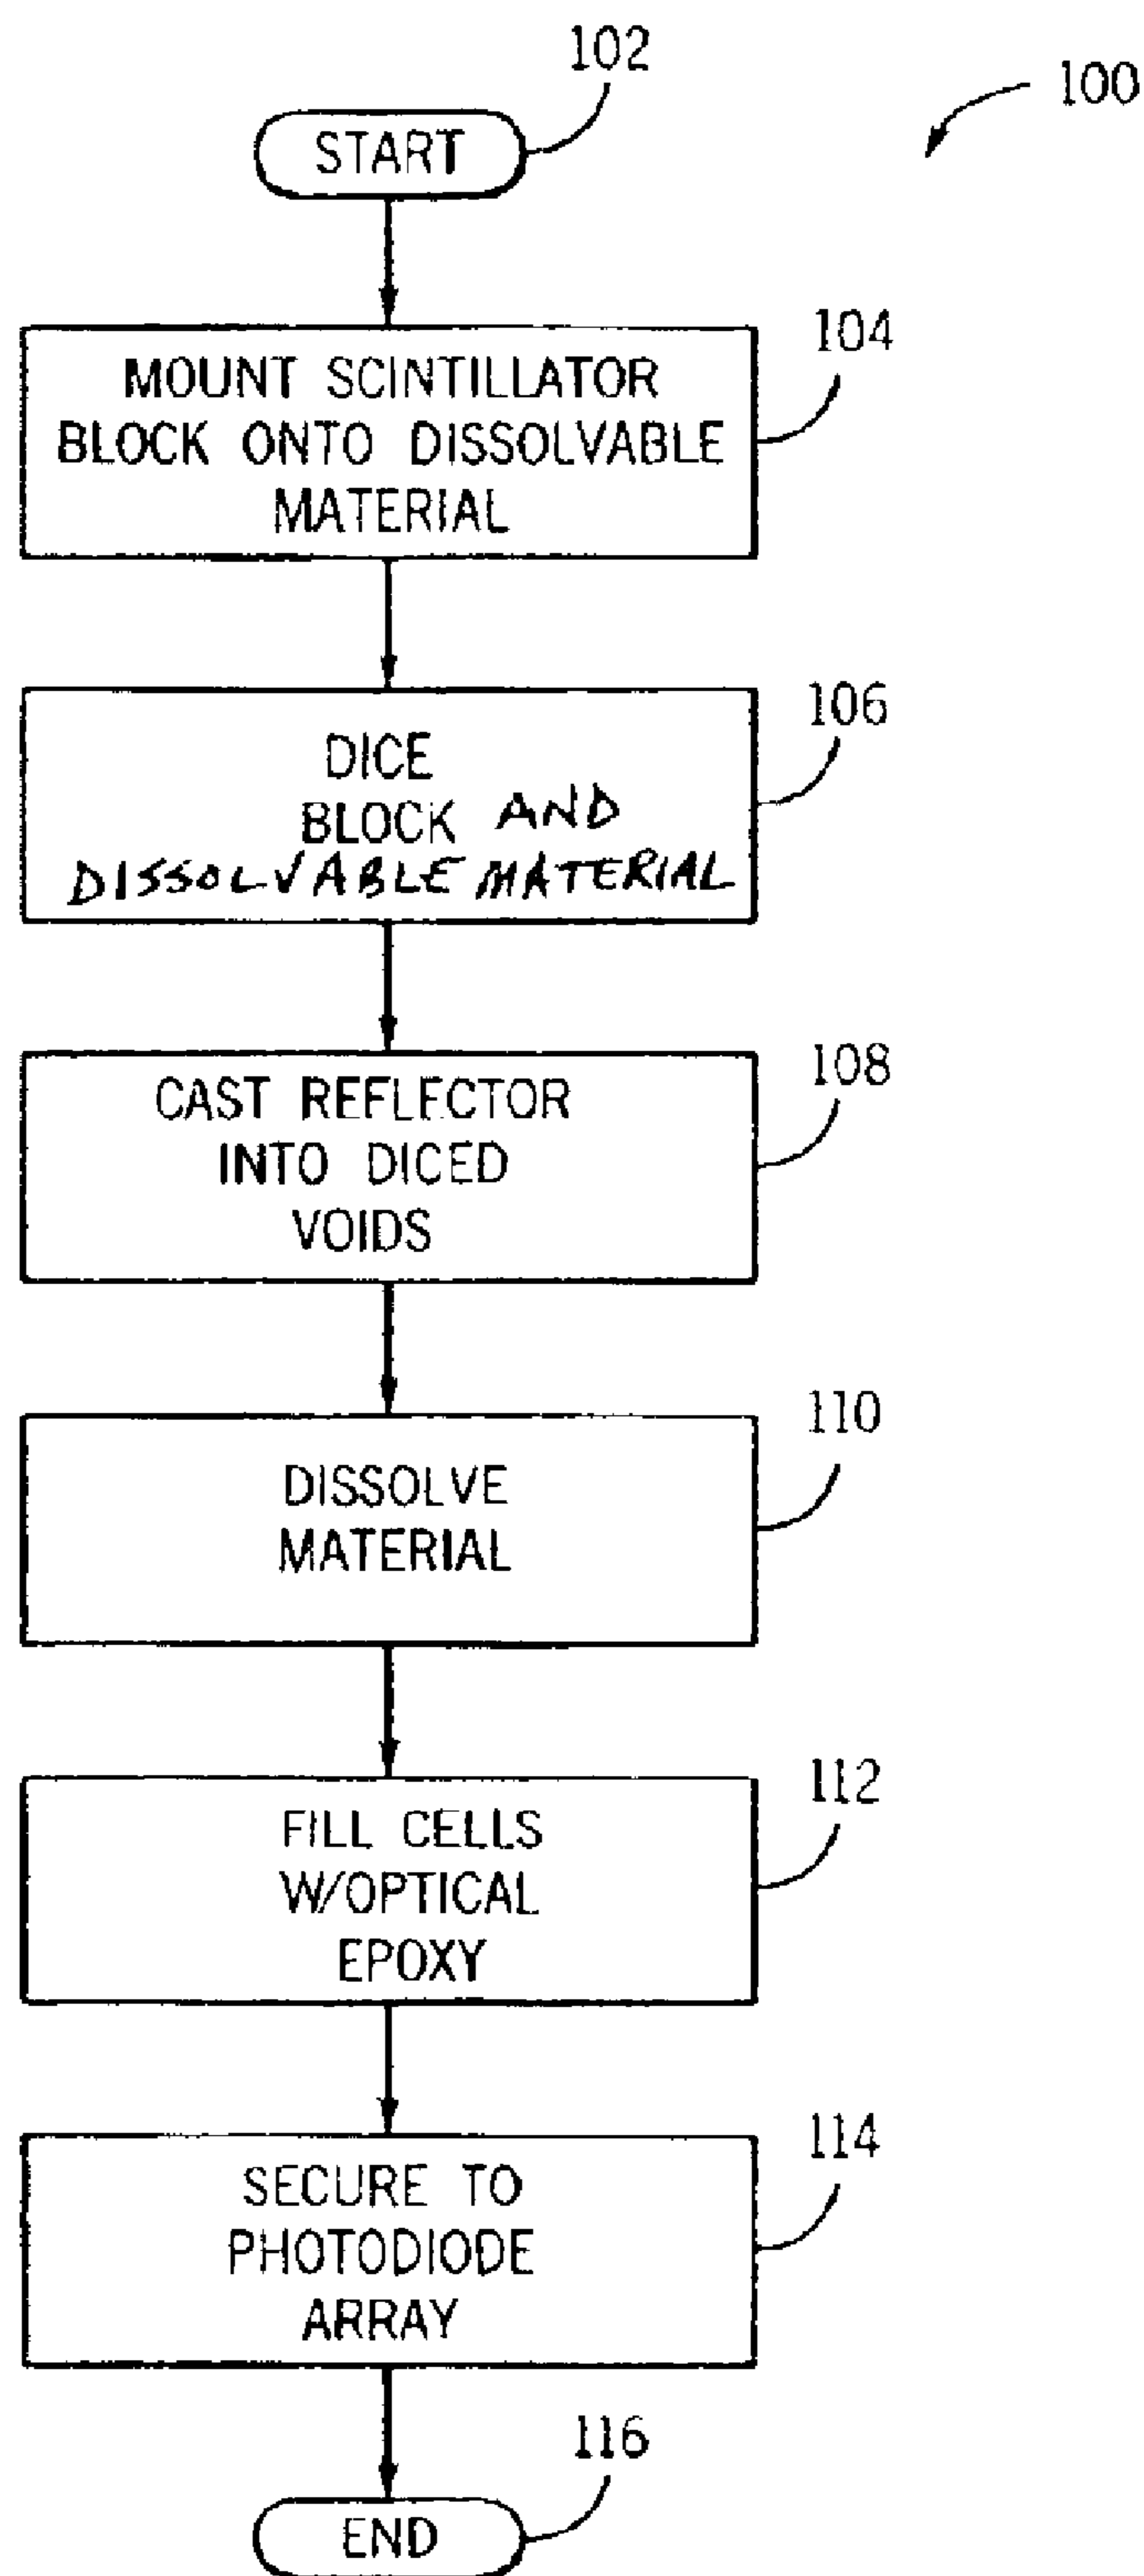 102
100
START
104
MOUNT SCINTILLATOR
BLOCK ONTO DISSOLVABLE
MATERIAL
106
DICE
BLOCK AND
DISSOLVABLE MATERIAL
108
CAST REFLECTOR
INTO DICED
VOIDS
110
DISSOLVE
MATERIAL
112
FILL CELLS
W/OPTICAL
EPOXY
114
SECURE TO
PHOTODIODE
ARRAY
116
END